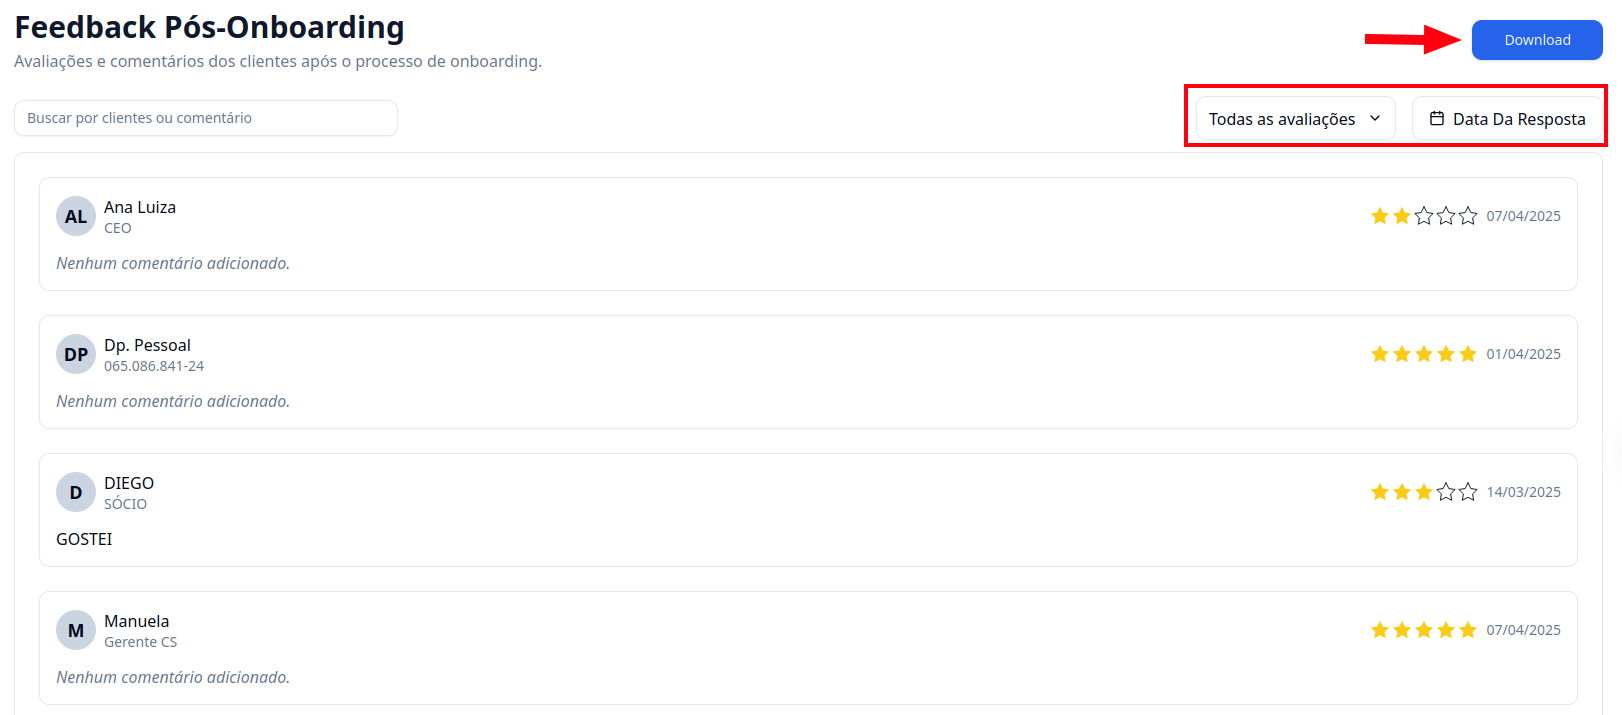 Feedback Pós-Onboarding
Avaliações e comentários dos clientes após o processo de onboarding.
Download
Buscar por clientes ou comentário
Todas as avaliações
Data Da Resposta
AL
Ana Luiza
CEO
07/04/2025
Nenhum comentário adicionado.
DP
Dp. Pessoal
065.086.841-24
01/04/2025
Nenhum comentário adicionado.
D
DIEGO
SÓCIO
14/03/2025
GOSTEI
M
Manuela
Gerente CS
07/04/2025
Nenhum comentário adicionado.